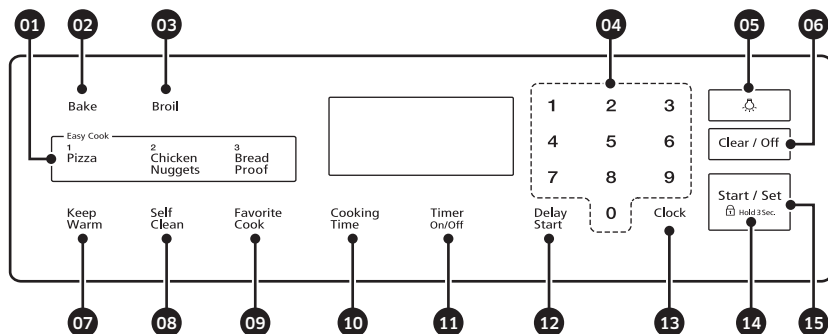 01 02 03 04 05 06
Bake Broil
1 2 3
Easy Cook
1 2 3
Pizza Chicken Bread
Nuggets Proof
4 5 6
Clear / Off
7 8 9
Start / Set
Hold 3 Sec.
Keep Self Favorite Cooking Timer Delay 0 Clock
Warm Clean Cook Time On/Off Start
07 08 09 10 11 12 13 14 15